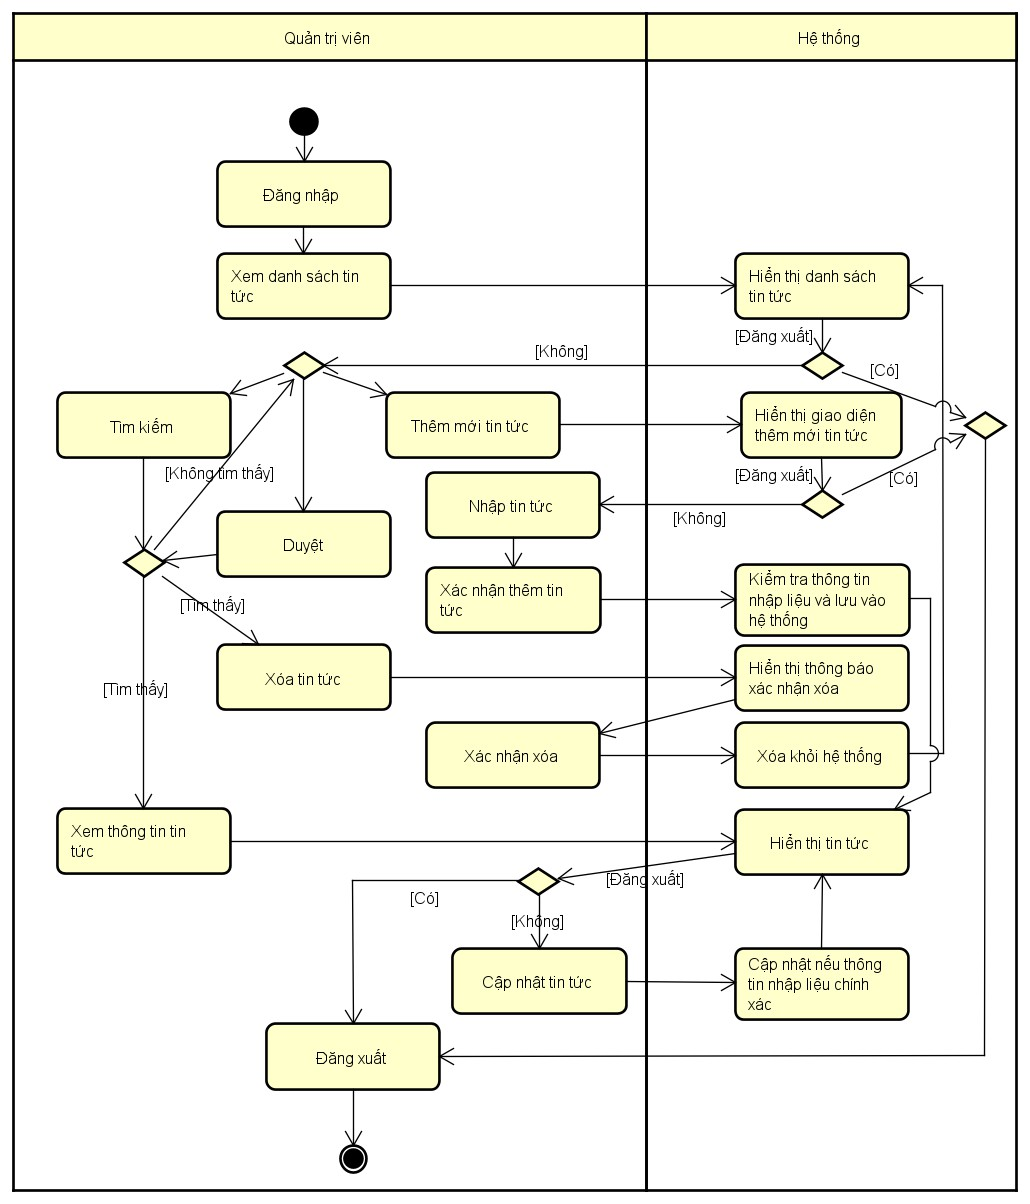 Quản trị viên
Hệ thống
Đăng nhập
Xem danh sách tin
tức
Hiển thị danh sách
tin tức
[Đăng xuất]
[Không]
[Có]
Tìm kiếm
Thêm mới tin tức
Hiển thị giao diện
thêm mới tin tức
[Không tìm thấy]
[Đăng xuất]
[Có]
Nhập tin tức
[Không]
Duyệt
Xác nhận thêm tin
tức
Kiểm tra thông tin
nhập liệu và lưu vào
hệ thống
[Tìm thấy]
Xóa tin tức
Hiển thị thông báo
xác nhận xóa
[Tìm thấy]
Xác nhận xóa
Xóa khỏi hệ thống
Xem thông tin tin
tức
Hiển thị tin tức
[Đăng xuất]
[Có]
[Không]
Cập nhật tin tức
Cập nhật nếu thông
tin nhập liệu chính
xác
Đăng xuất